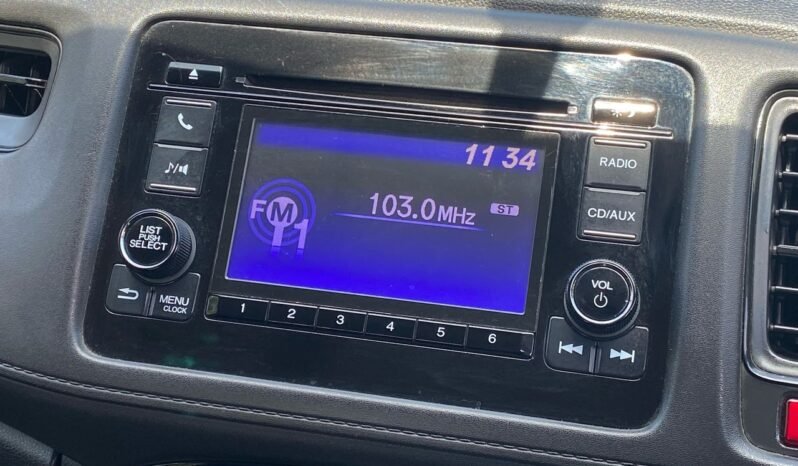 11 34
RADIO
FM
11
103.0MHz
ST
CD/AUX
LIST
PUSH
SELECT
VOL
MENU
CLOCK
1 2 3 4 5 6